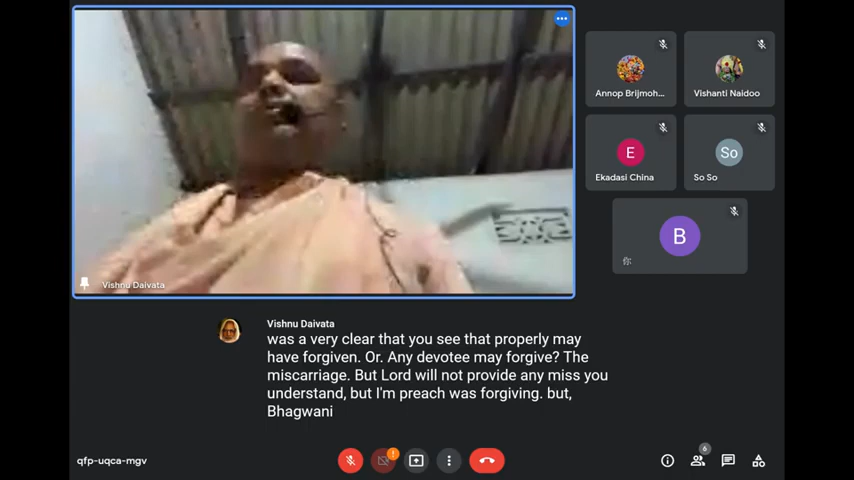 Vishnu Daivata
Annop Brijmoh...
Vishanti Naidoo
E
Ekadasi China
So
So So
B
你
Vishnu Daivata
was a very clear that you see that properly may
have forgiven. Or. Any devotee may forgive? The
miscarriage. But Lord will not provide any miss you
understand, but I'm preach was forgiving. but,
Bhagwani
qfp-uqca-mgv
!
6